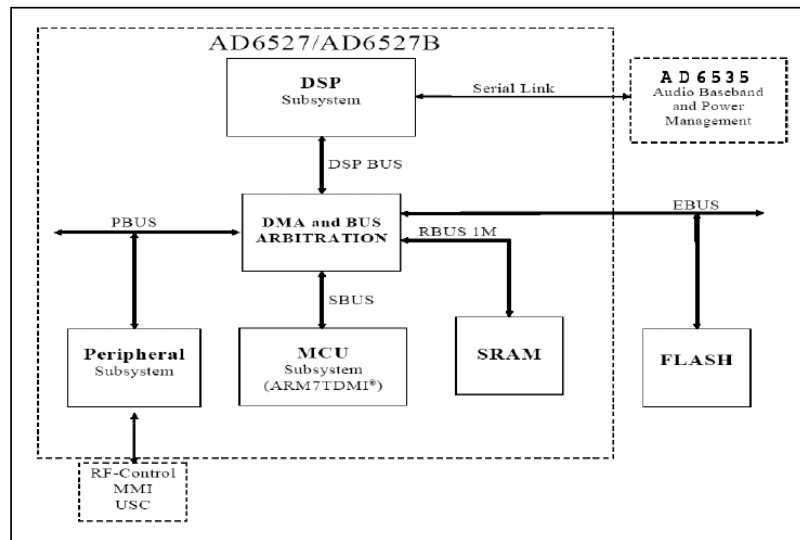 AD6527/AD6527B
DSP
Subsystem
Serial Link
AD6535
Audio Baseband
and Power
Management
DSP BUS
PBUS
DMA and BUS
ARBITRATION
EBUS
RBUS 1M
SBUS
Peripheral
Subsystem
MCU
Subsystem
(ARM7TDMI®)
SRAM
FLASH
RF-Control
MMI
USC